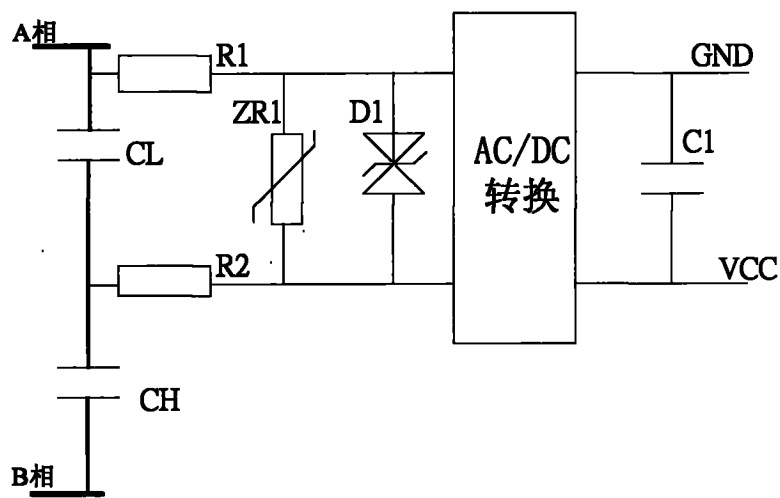 A相
R1
GND
ZR1
D1
CL
AC/DC
转换
C1
R2
VCC
CH
B相